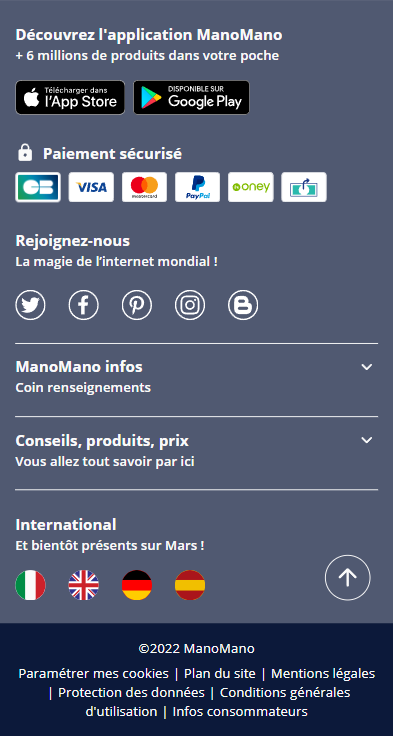 Découvrez l'application ManoMano
+ 6 millions de produits dans votre poche
Télécharger dans
l'App Store
DISPONIBLE SUR
Google Play
Paiement sécurisé
CB VISA mastercard PayPal oney
Rejoignez-nous
La magie de l'internet mondial !
ManoMano infos
Coin renseignements
Conseils, produits, prix
Vous allez tout savoir par ici
International
Et bientôt présents sur Mars !
©2022 ManoMano
Paramétrer mes cookies | Plan du site | Mentions légales
| Protection des données | Conditions générales
d'utilisation | Infos consommateurs